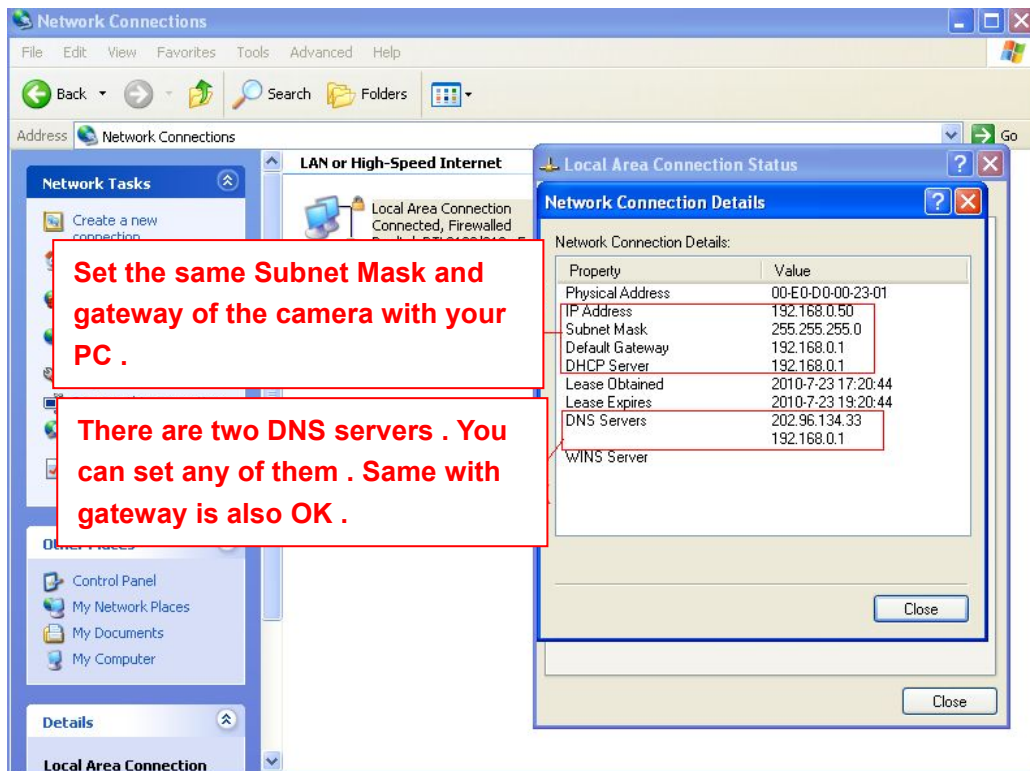 Network Connections
File Edit View Favorites Tools Advanced Help
Back Search Folders
Address Network Connections Go
Network Tasks
Create a new
connection
LAN or High-Speed Internet
Local Area Connection
Connected, Firewalled
Set the same Subnet Mask and
gateway of the camera with your
PC .
There are two DNS servers . You
can set any of them . Same with
gateway is also OK .
Other Places
Control Panel
My Network Places
My Documents
My Computer
Details
Local Area Connection
Local Area Connection Status
Network Connection Details
Network Connection Details:
Property Value
Physical Address 00-E0-D0-00-23-01
IP Address 192.168.0.50
Subnet Mask 255.255.255.0
Default Gateway 192.168.0.1
DHCP Server 192.168.0.1
Lease Obtained 2010-7-23 17:20:44
Lease Expires 2010-7-23 19:20:44
DNS Servers 202.96.134.33
192.168.0.1
WINS Server
Close
Close